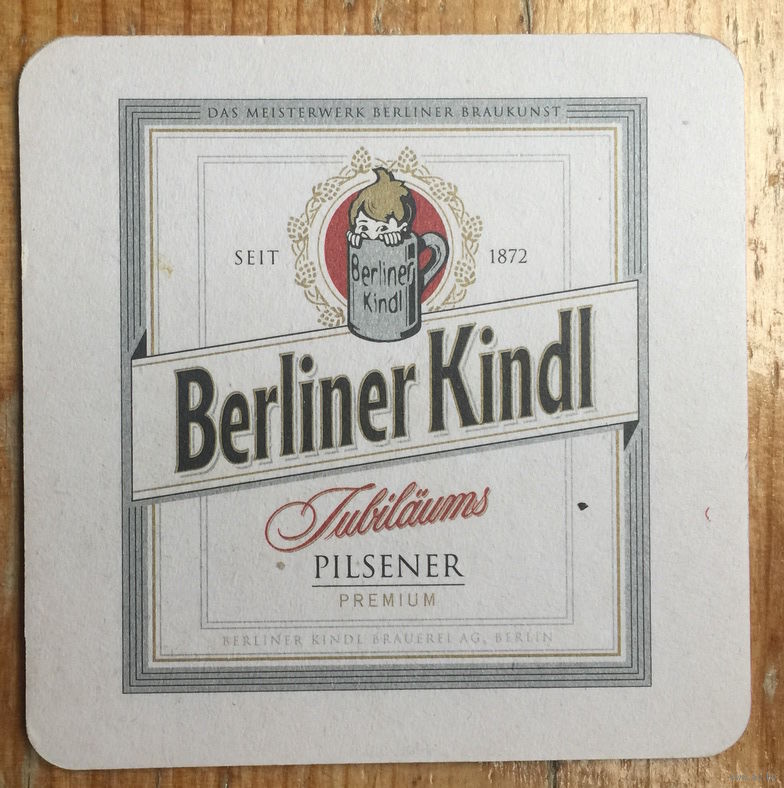 DAS MEISTERWERK BERLINER BRAUKUNST
SEIT 1872
Berliner
Kindl
Berliner Kindl
Jubiläums
PILSENER
PREMIUM
BERLINER KINDL BRAUEREI AG, BERLIN